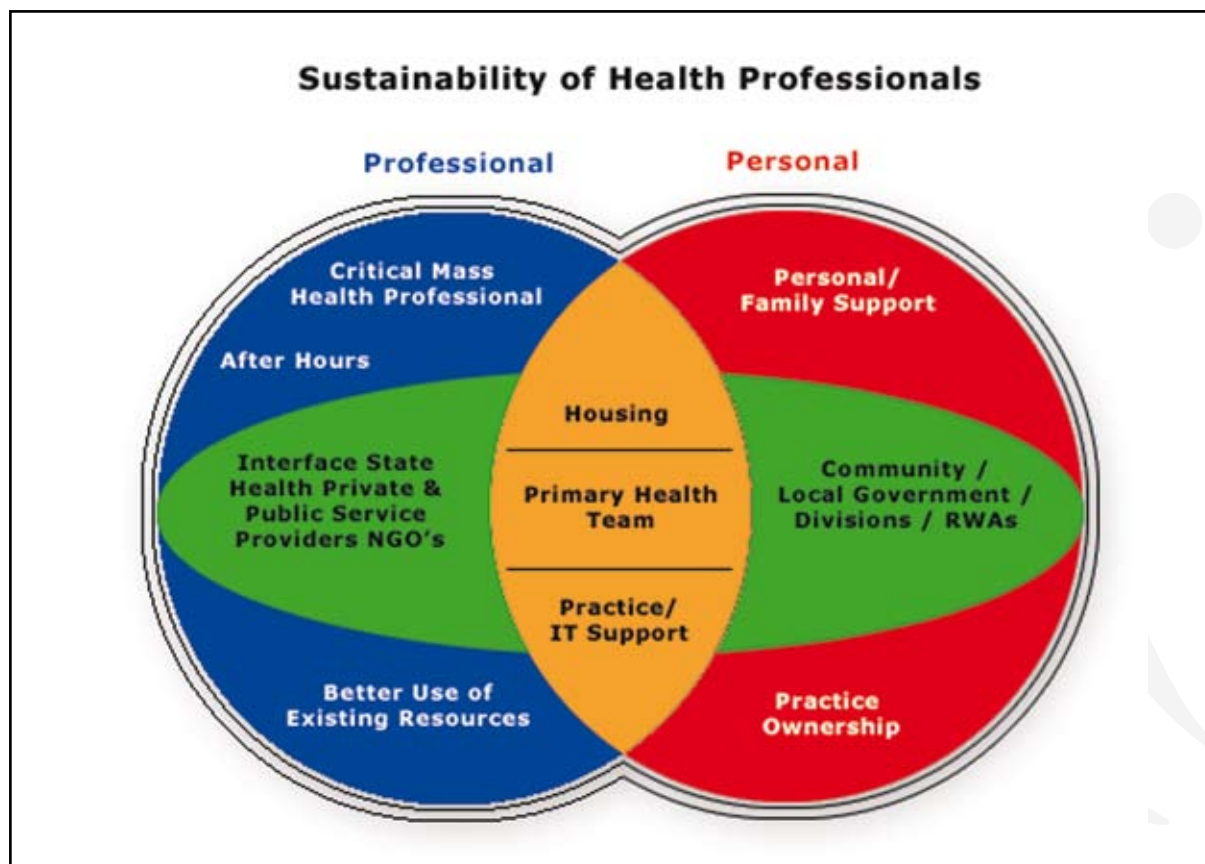 Sustainability of Health Professionals
Professional
Personal
Critical Mass
Health Professional
After Hours
Interface State
Health Private &
Public Service
Providers NGO's
Better Use of
Existing Resources
Housing
Primary Health
Team
Practice/
IT Support
Personal/
Family Support
Community /
Local Government /
Divisions / RWAs
Practice
Ownership